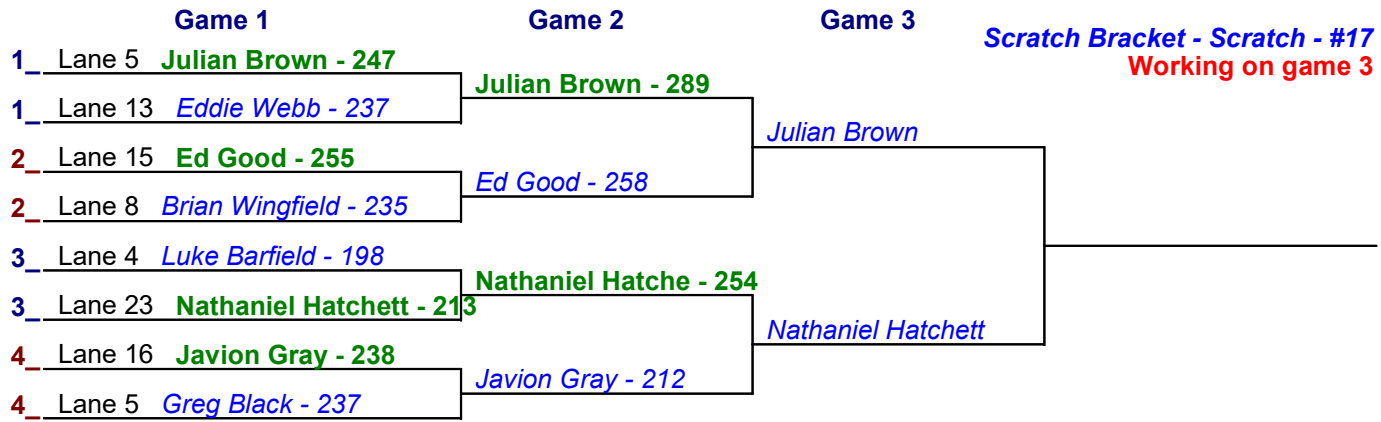 Game 1 Game 2 Game 3
Scratch Bracket - Scratch - #17
Working on game 3
1_ Lane 5 Julian Brown - 247
Julian Brown - 289
1_ Lane 13 Eddie Webb - 237
Julian Brown
2_ Lane 15 Ed Good - 255
Ed Good - 258
2_ Lane 8 Brian Wingfield - 235
3_ Lane 4 Luke Barfield - 198
Nathaniel Hatche - 254
3_ Lane 23 Nathaniel Hatchett - 213
Nathaniel Hatchett
4_ Lane 16 Javion Gray - 238
Javion Gray - 212
4_ Lane 5 Greg Black - 237